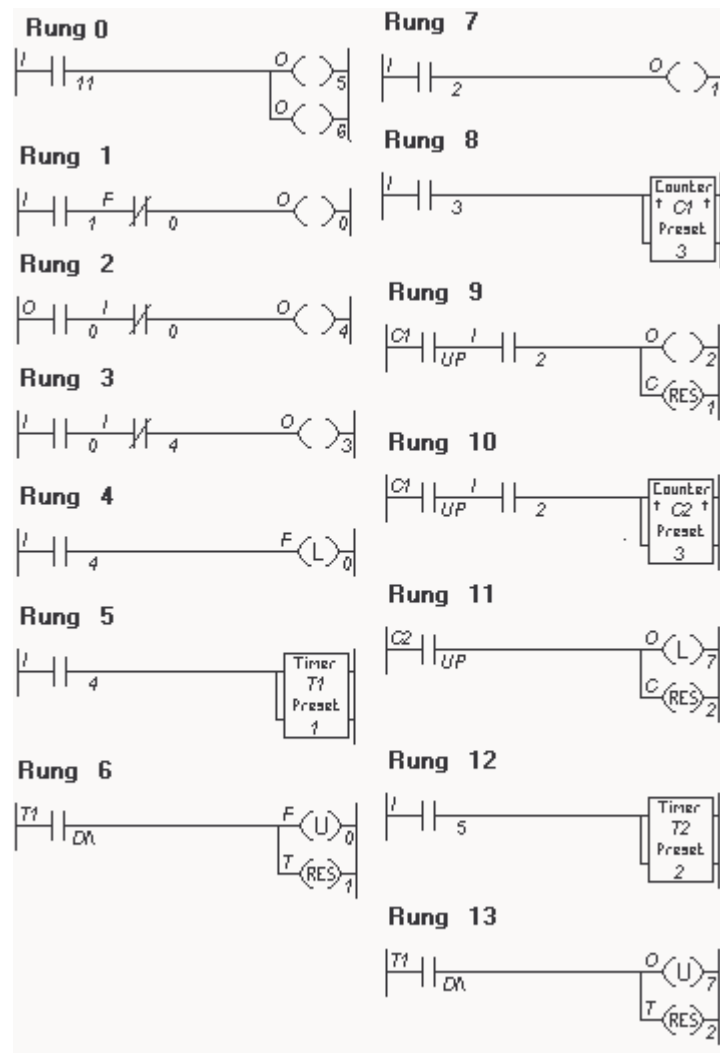 Rung 0
I 11 O 5
O 6
Rung 1
I 1 F 0 O 0
Rung 2
O 0 I 0 O 4
Rung 3
I 0 I 4 O 3
Rung 4
I 4 F L 0
Rung 5
I 4
Timer
T1
Preset
1
Rung 6
T1 DN F U 0
T RES 1
Rung 7
I 2 O 1
Rung 8
I 3
Counter
↑ C1 ↑
Preset
3
Rung 9
C1 UP I 2 O 2
C RES 1
Rung 10
C1 UP I 2
Counter
↑ C2 ↑
Preset
3
Rung 11
C2 UP O L 7
C RES 2
Rung 12
I 5
Timer
T2
Preset
2
Rung 13
T1 DN O U 7
T RES 2